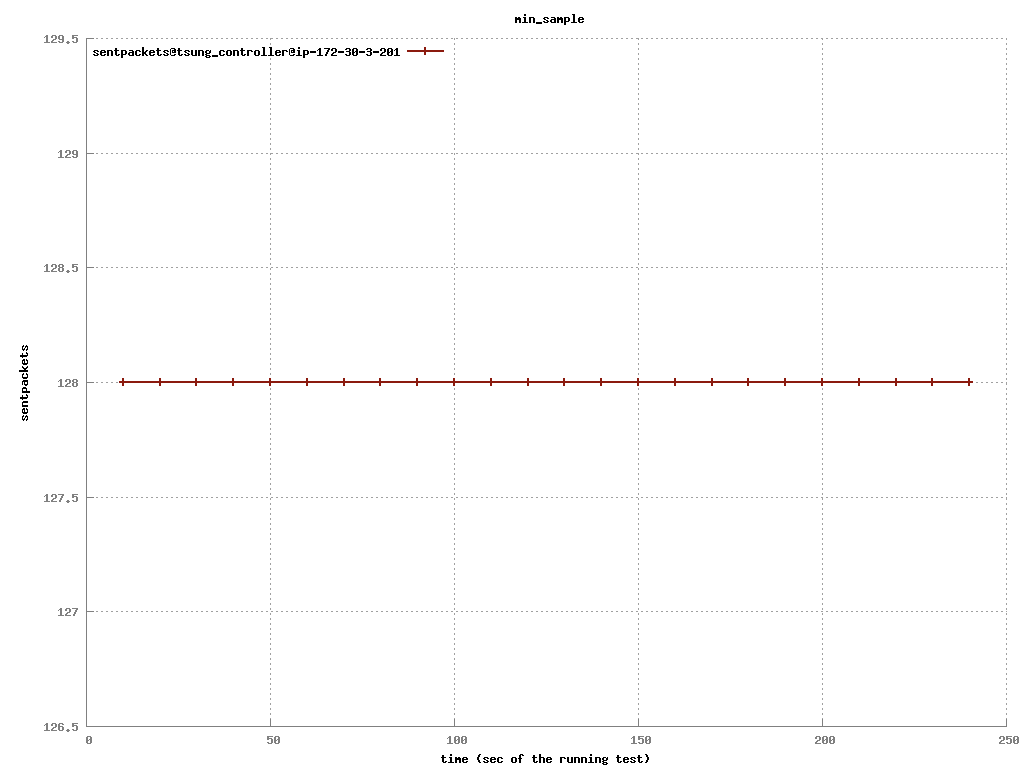 min_sample
sentpackets@tsung_controller@ip-172-30-3-201
129.5
129
128.5
128
127.5
127
126.5
sentpackets
0 50 100 150 200 250
time (sec of the running test)